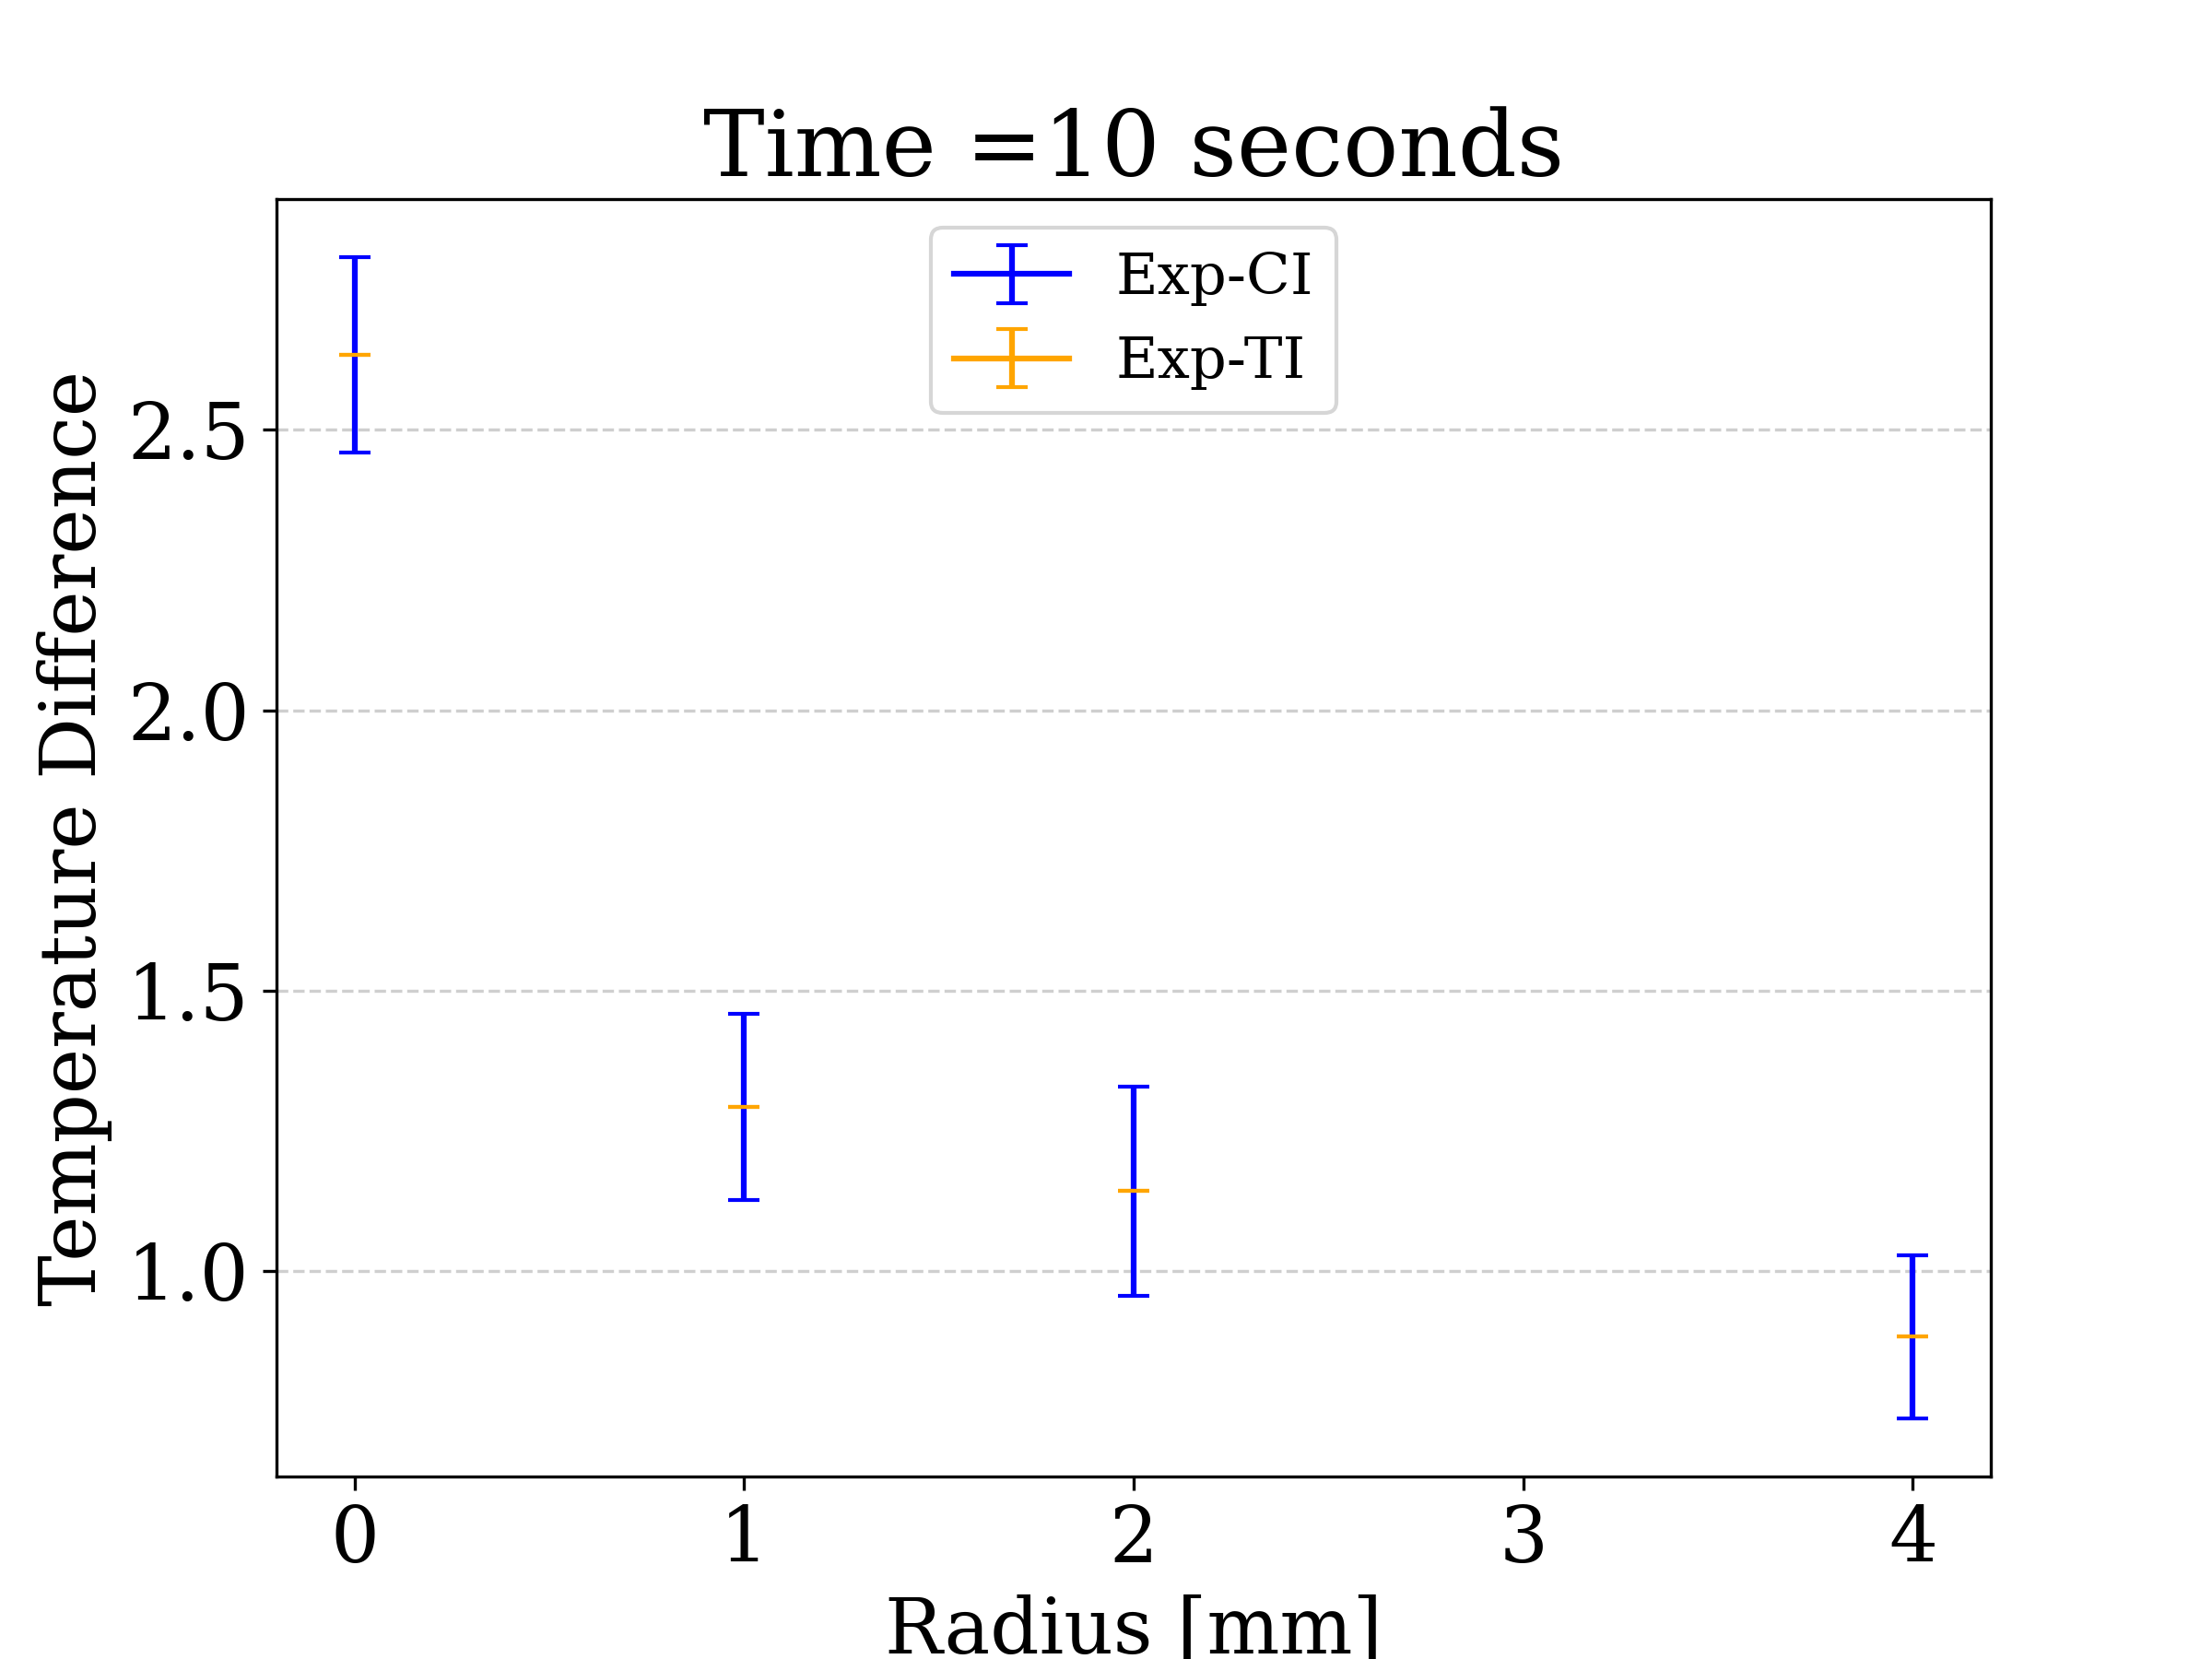 Time =10 seconds
Exp-CI
Exp-TI
Temperature Difference
2.5
2.0
1.5
1.0
0 1 2 3 4
Radius [mm]